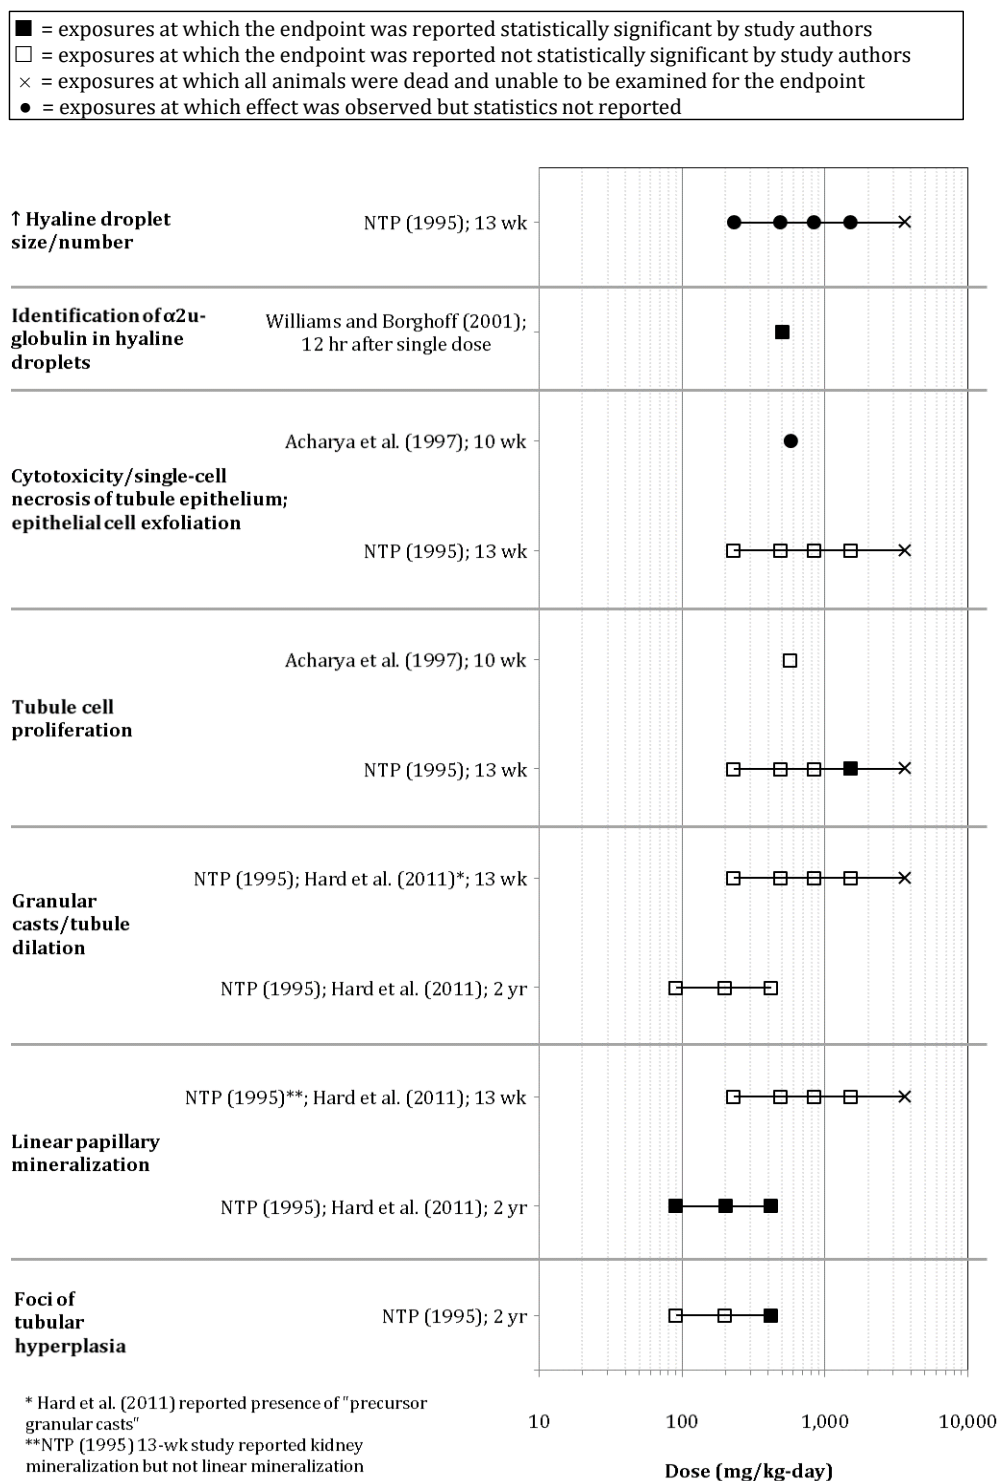 ■ = exposures at which the endpoint was reported statistically significant by study authors
□ = exposures at which the endpoint was reported not statistically significant by study authors
× = exposures at which all animals were dead and unable to be examined for the endpoint
● = exposures at which effect was observed but statistics not reported
↑ Hyaline droplet
size/number
NTP (1995); 13 wk
Identification of α2u-
globulin in hyaline
droplets
Williams and Borghoff (2001);
12 hr after single dose
Acharya et al. (1997); 10 wk
Cytotoxicity/single-cell
necrosis of tubule epithelium;
epithelial cell exfoliation
NTP (1995); 13 wk
Acharya et al. (1997); 10 wk
Tubule cell
proliferation
NTP (1995); 13 wk
NTP (1995); Hard et al. (2011)*; 13 wk
Granular
casts/tubule
dilation
NTP (1995); Hard et al. (2011); 2 yr
NTP (1995)**; Hard et al. (2011); 13 wk
Linear papillary
mineralization
NTP (1995); Hard et al. (2011); 2 yr
Foci of
tubular
hyperplasia
NTP (1995); 2 yr
* Hard et al. (2011) reported presence of "precursor
granular casts"
**NTP (1995) 13-wk study reported kidney
mineralization but not linear mineralization
10 100 1,000 10,000
Dose (mg/kg-day)